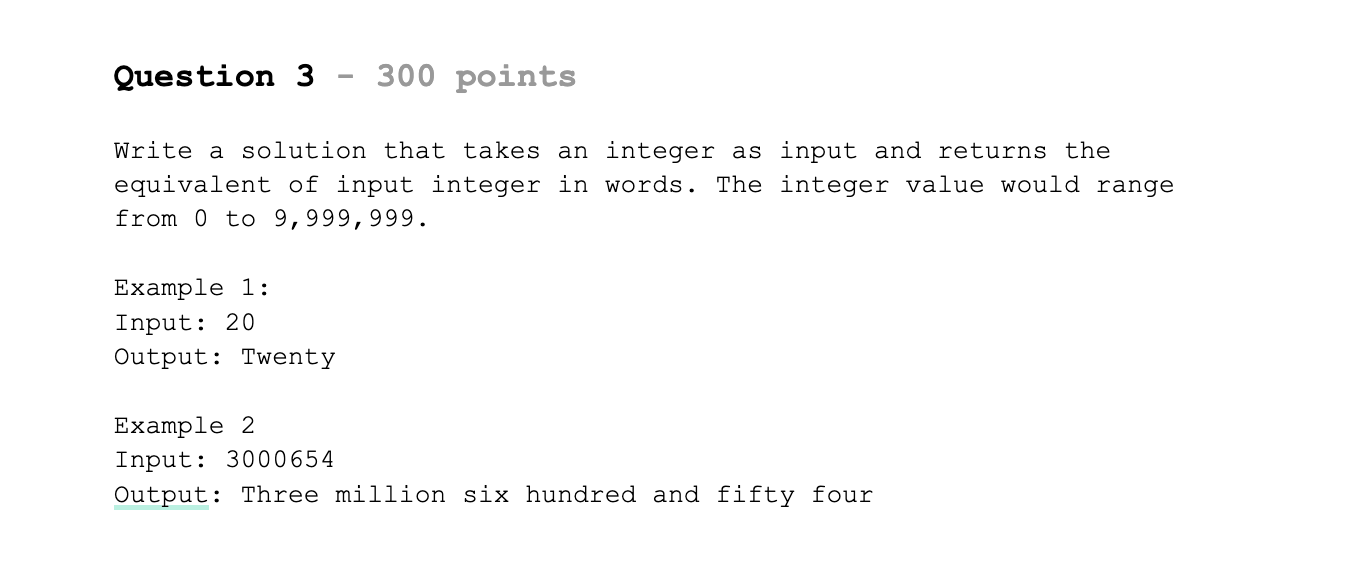 Question 3 - 300 points
Write a solution that takes an integer as input and returns the
equivalent of input integer in words. The integer value would range
from 0 to 9,999,999.
Example 1:
Input: 20
Output: Twenty
Example 2
Input: 3000654
Output: Three million six hundred and fifty four